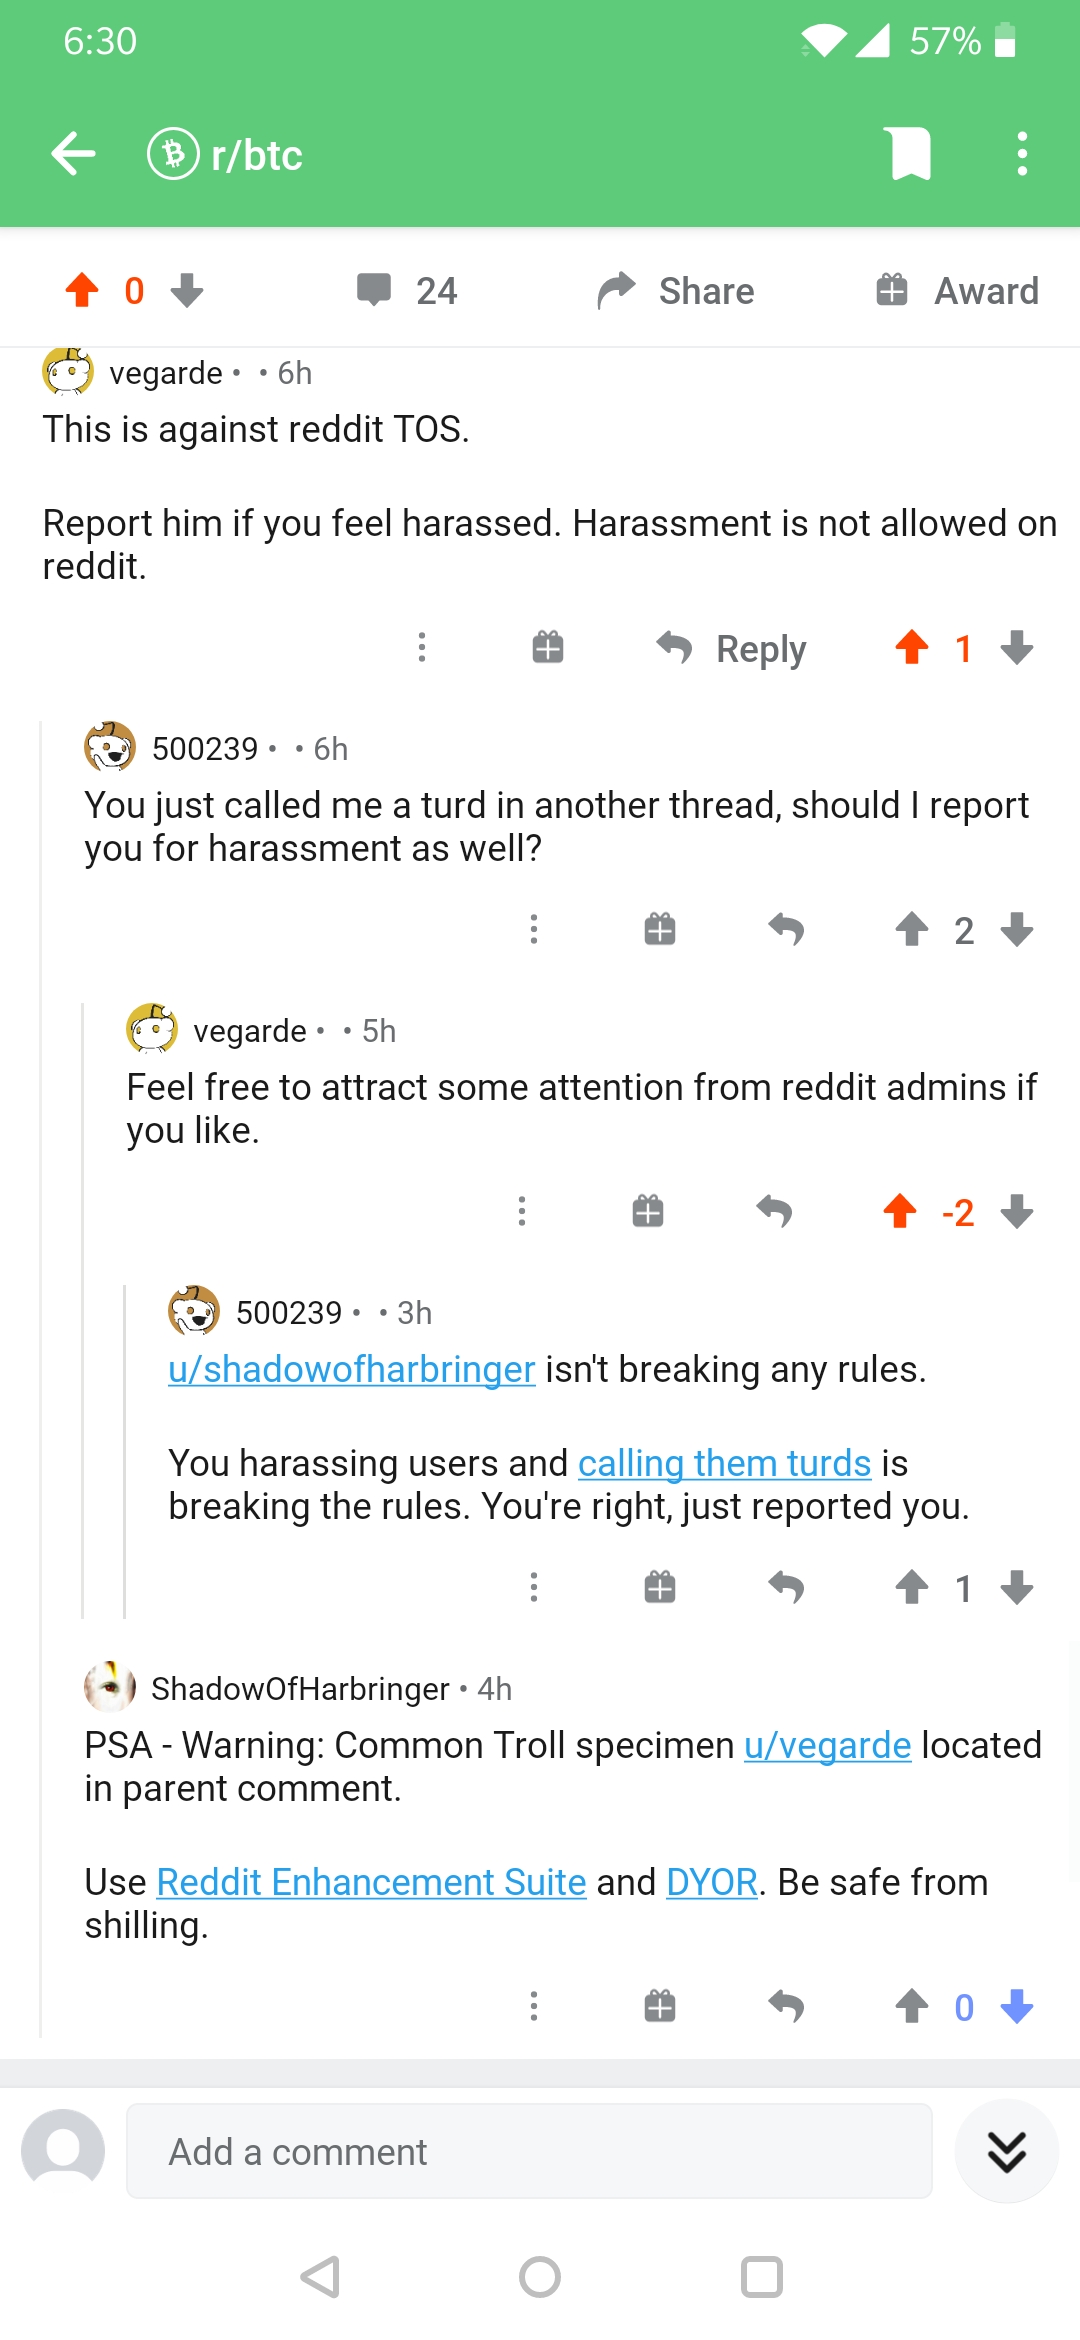 6:30 57%
r/btc
0 24 Share Award
vegarde • • 6h
This is against reddit TOS.
Report him if you feel harassed. Harassment is not allowed on
reddit.
Reply 1
500239 • • 6h
You just called me a turd in another thread, should I report
you for harassment as well?
2
vegarde • • 5h
Feel free to attract some attention from reddit admins if
you like.
-2
500239 • • 3h
u/shadowofharbringer isn't breaking any rules.
You harassing users and calling them turds is
breaking the rules. You're right, just reported you.
1
ShadowOfHarbringer • 4h
PSA - Warning: Common Troll specimen u/vegarde located
in parent comment.
Use Reddit Enhancement Suite and DYOR. Be safe from
shilling.
0
Add a comment